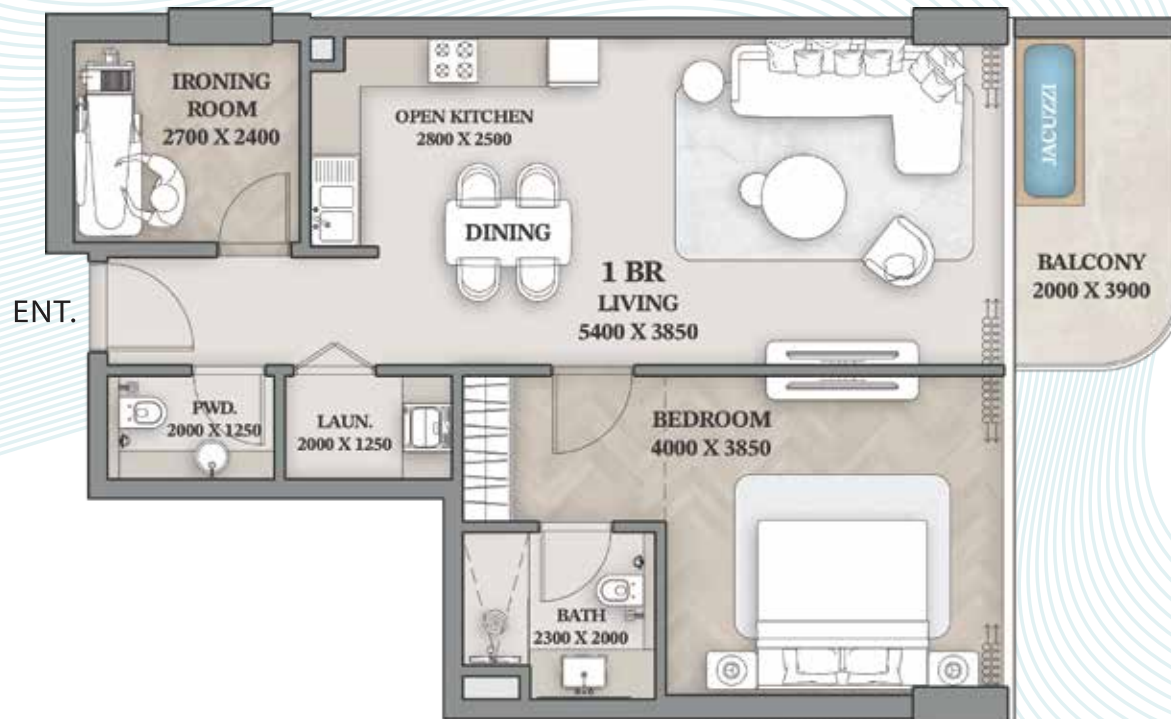 IRONING
ROOM
2700 X 2400
OPEN KITCHEN
2800 X 2500
JACUZZI
DINING
BALCONY
2000 X 3900
1 BR
LIVING
5400 X 3850
ENT.
PWD.
2000 X 1250
LAUN.
2000 X 1250
BEDROOM
4000 X 3850
BATH
2300 X 2000